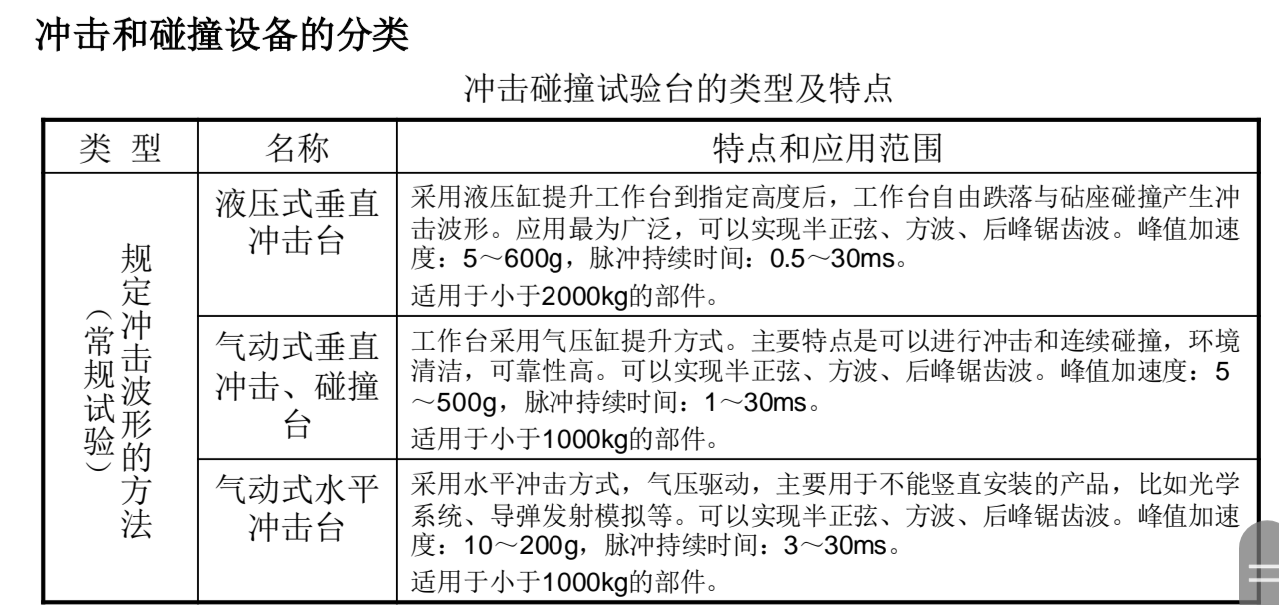 冲击和碰撞设备的分类
冲击碰撞试验台的类型及特点
类 型
名称
特点和应用范围
规定冲击波形的方法
（常规试验）
液压式垂直
冲击台
采用液压缸提升工作台到指定高度后，工作台自由跌落与砧座碰撞产生冲
击波形。应用最为广泛，可以实现半正弦、方波、后峰锯齿波。峰值加速
度：5～600g，脉冲持续时间：0.5～30ms。
适用于小于2000kg的部件。
气动式垂直
冲击、碰撞
台
工作台采用气压缸提升方式。主要特点是可以进行冲击和连续碰撞，环境
清洁，可靠性高。可以实现半正弦、方波、后峰锯齿波。峰值加速度：5
～500g，脉冲持续时间：1～30ms。
适用于小于1000kg的部件。
气动式水平
冲击台
采用水平冲击方式，气压驱动，主要用于不能竖直安装的产品，比如光学
系统、导弹发射模拟等。可以实现半正弦、方波、后峰锯齿波。峰值加速
度：10～200g，脉冲持续时间：3～30ms。
适用于小于1000kg的部件。